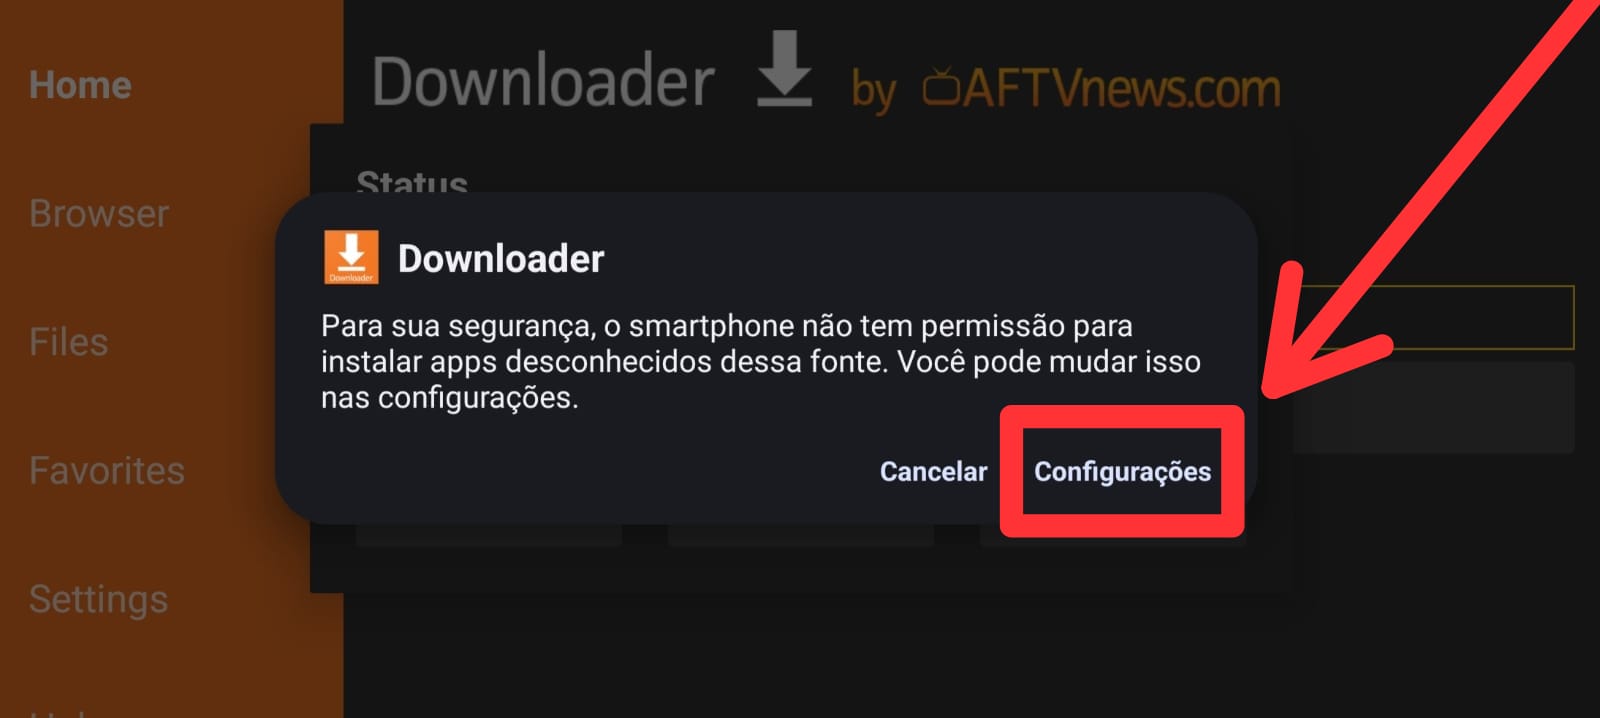 Home
Browser
Files
Favorites
Settings
Downloader by AFTVnews.com
Status
Downloader
Downloader
Para sua segurança, o smartphone não tem permissão para
instalar apps desconhecidos dessa fonte. Você pode mudar isso
nas configurações.
Cancelar Configurações